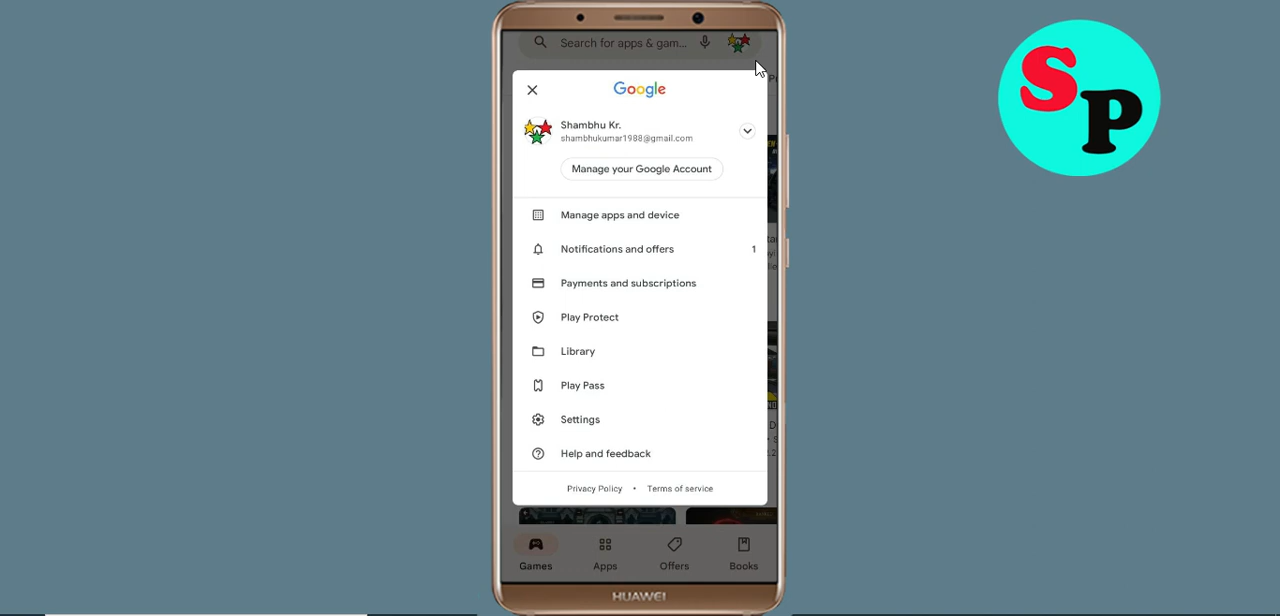 Search for apps & gam...
Google
Shambhu Kr.
shambhukumar1988@gmail.com
Manage your Google Account
Manage apps and device
Notifications and offers 1
Payments and subscriptions
Play Protect
Library
Play Pass
Settings
Help and feedback
Privacy Policy • Terms of service
Games Apps Offers Books
HUAWEI
SP